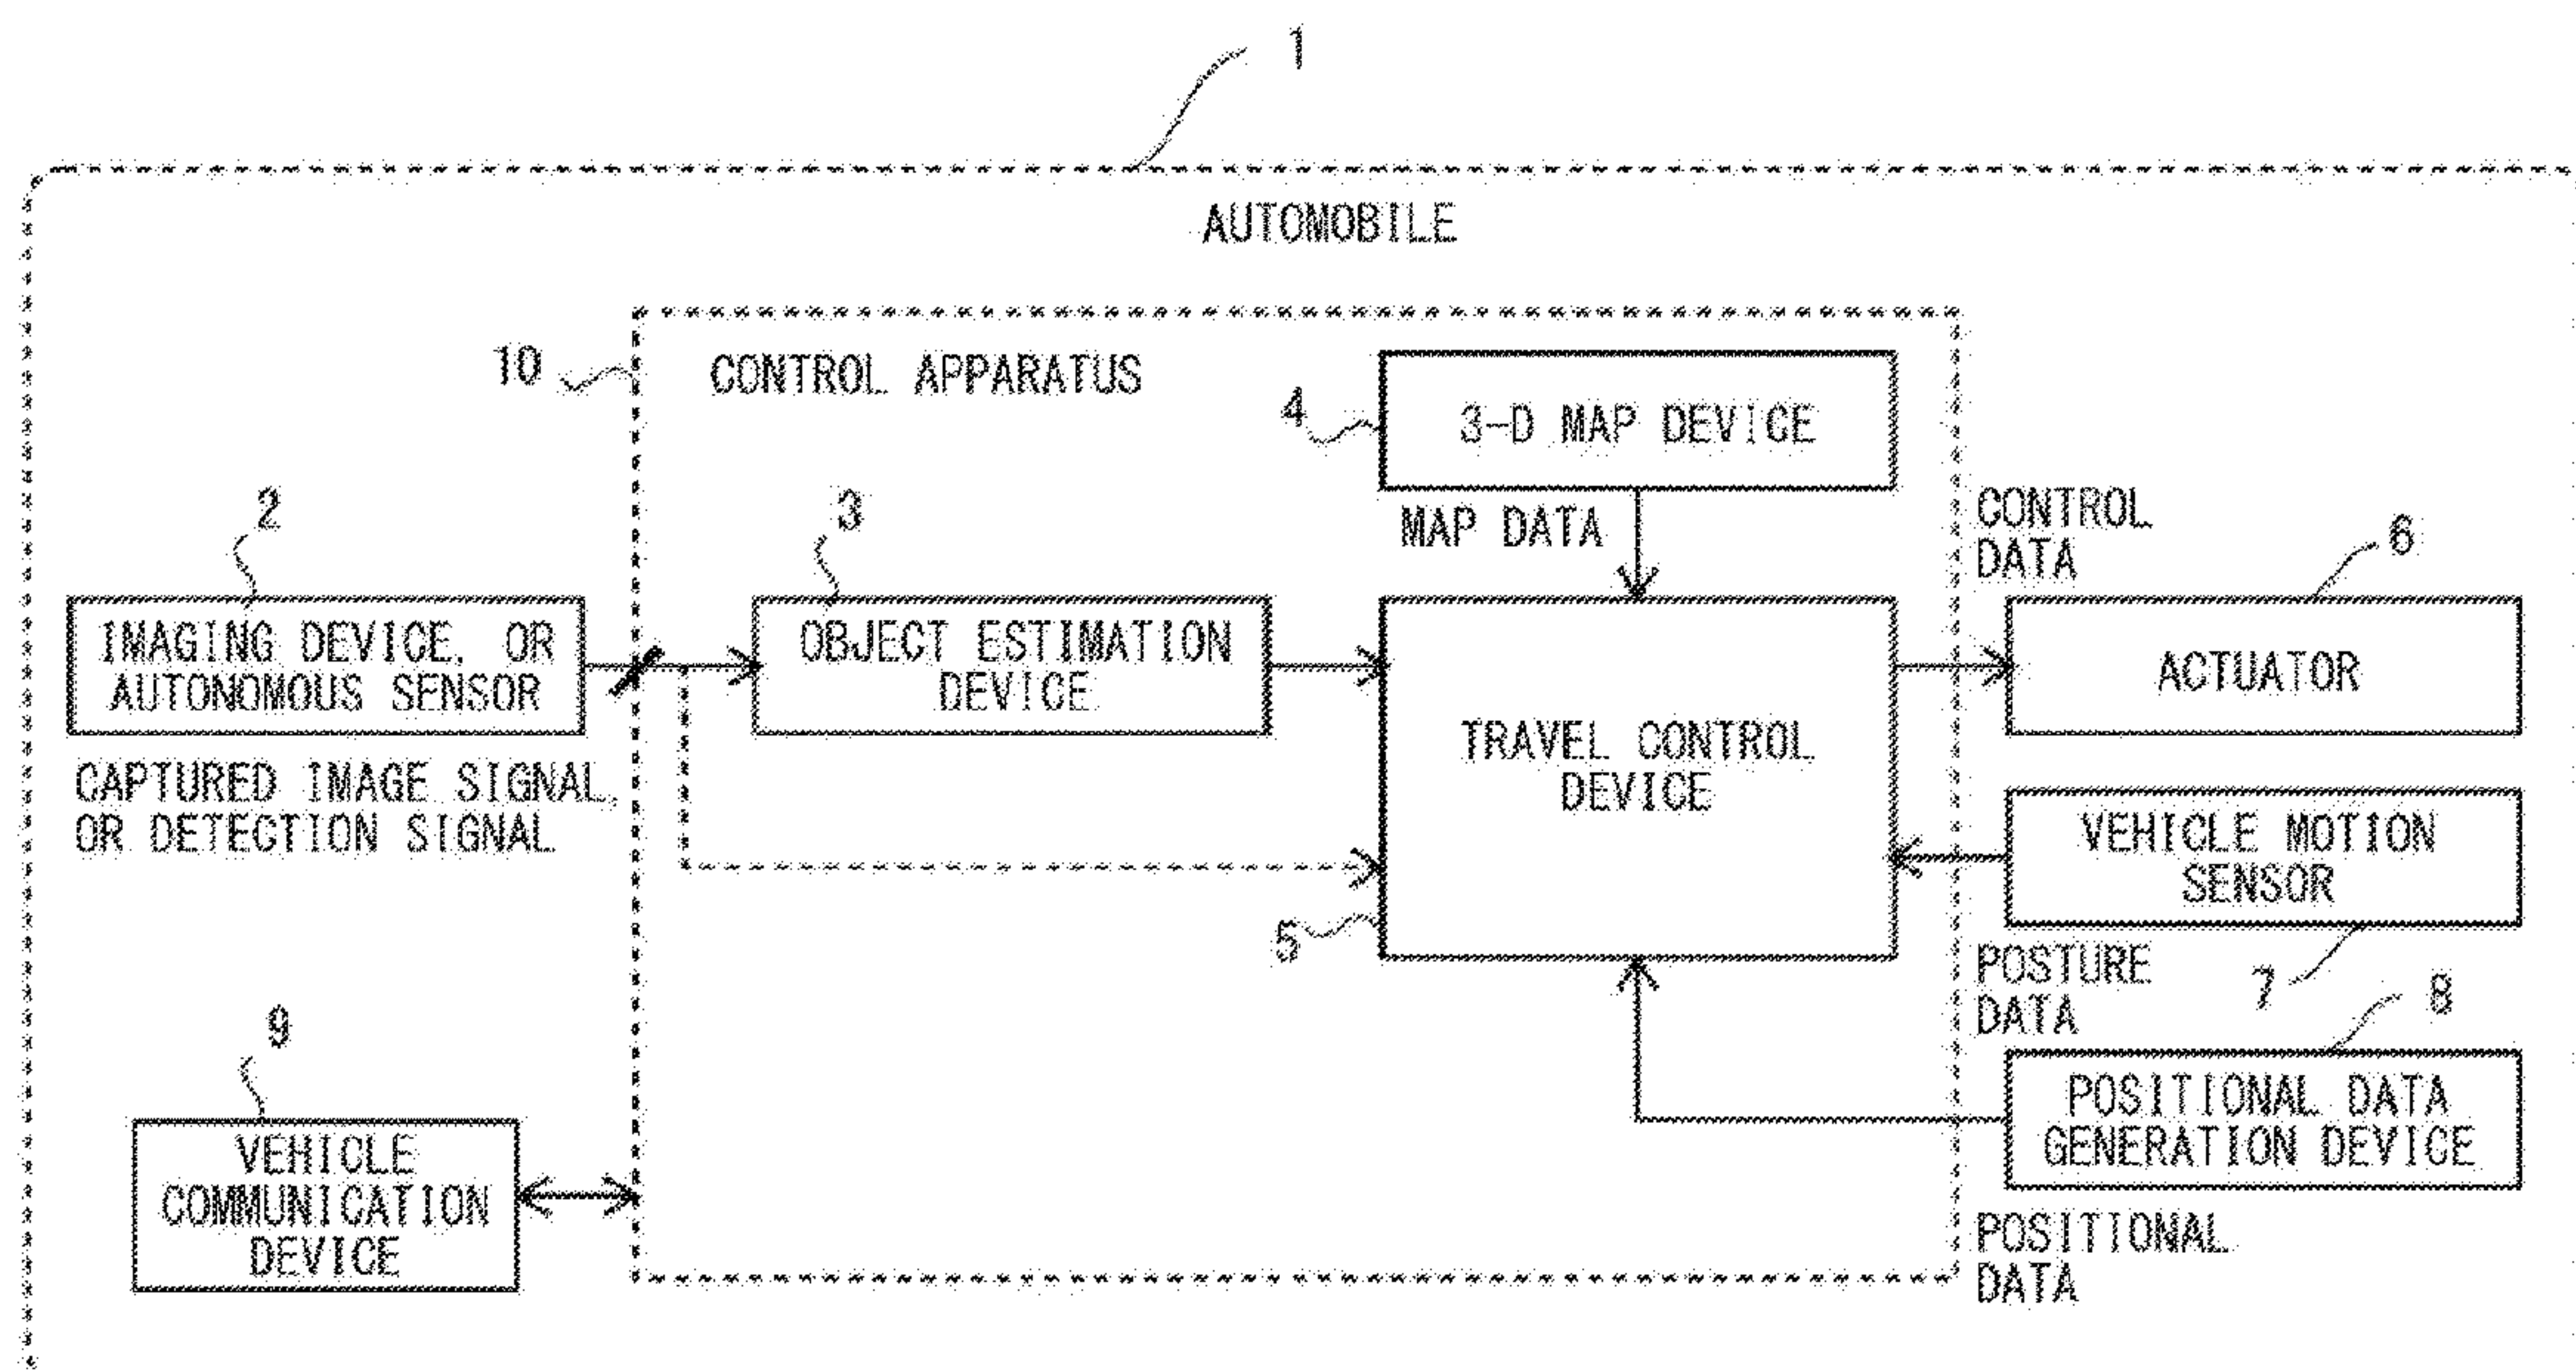 1
AUTOMOBILE
10
CONTROL APPARATUS
4
3-D MAP DEVICE
MAP DATA
CONTROL
DATA
2
3
6
IMAGING DEVICE, OR
AUTONOMOUS SENSOR
OBJECT ESTIMATION
DEVICE
ACTUATOR
CAPTURED IMAGE SIGNAL,
OR DETECTION SIGNAL
TRAVEL CONTROL
DEVICE
5
VEHICLE MOTION
SENSOR
7
POSTURE
DATA
8
9
VEHICLE
COMMUNICATION
DEVICE
POSITIONAL DATA
GENERATION DEVICE
POSITIONAL
DATA